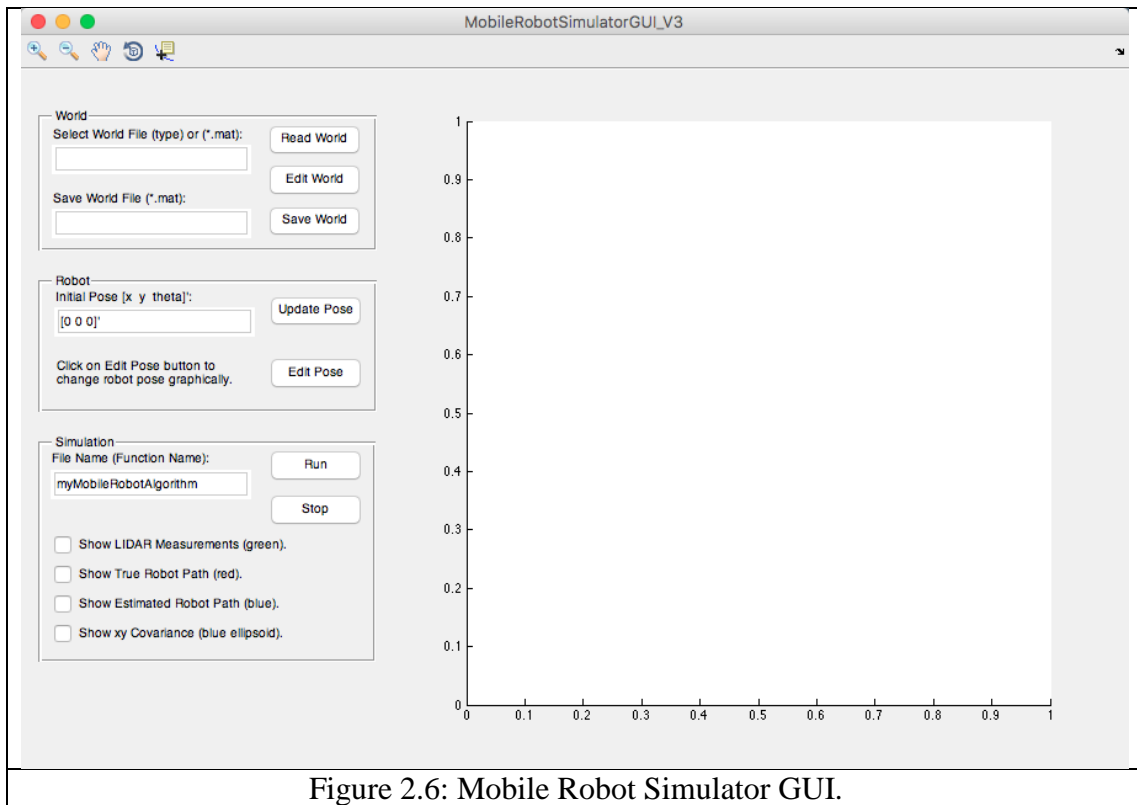 MobileRobotSimulatorGUI_V3
World
Select World File (type) or (*.mat):
Read World
Edit World
Save World File (*.mat):
Save World
Robot
Initial Pose [x y theta]':
[0 0 0]'
Update Pose
Click on Edit Pose button to
change robot pose graphically.
Edit Pose
Simulation
File Name (Function Name):
myMobileRobotAlgorithm
Run
Stop
Show LIDAR Measurements (green).
Show True Robot Path (red).
Show Estimated Robot Path (blue).
Show xy Covariance (blue ellipsoid).
1
0.9
0.8
0.7
0.6
0.5
0.4
0.3
0.2
0.1
0
0 0.1 0.2 0.3 0.4 0.5 0.6 0.7 0.8 0.9 1
Figure 2.6: Mobile Robot Simulator GUI.